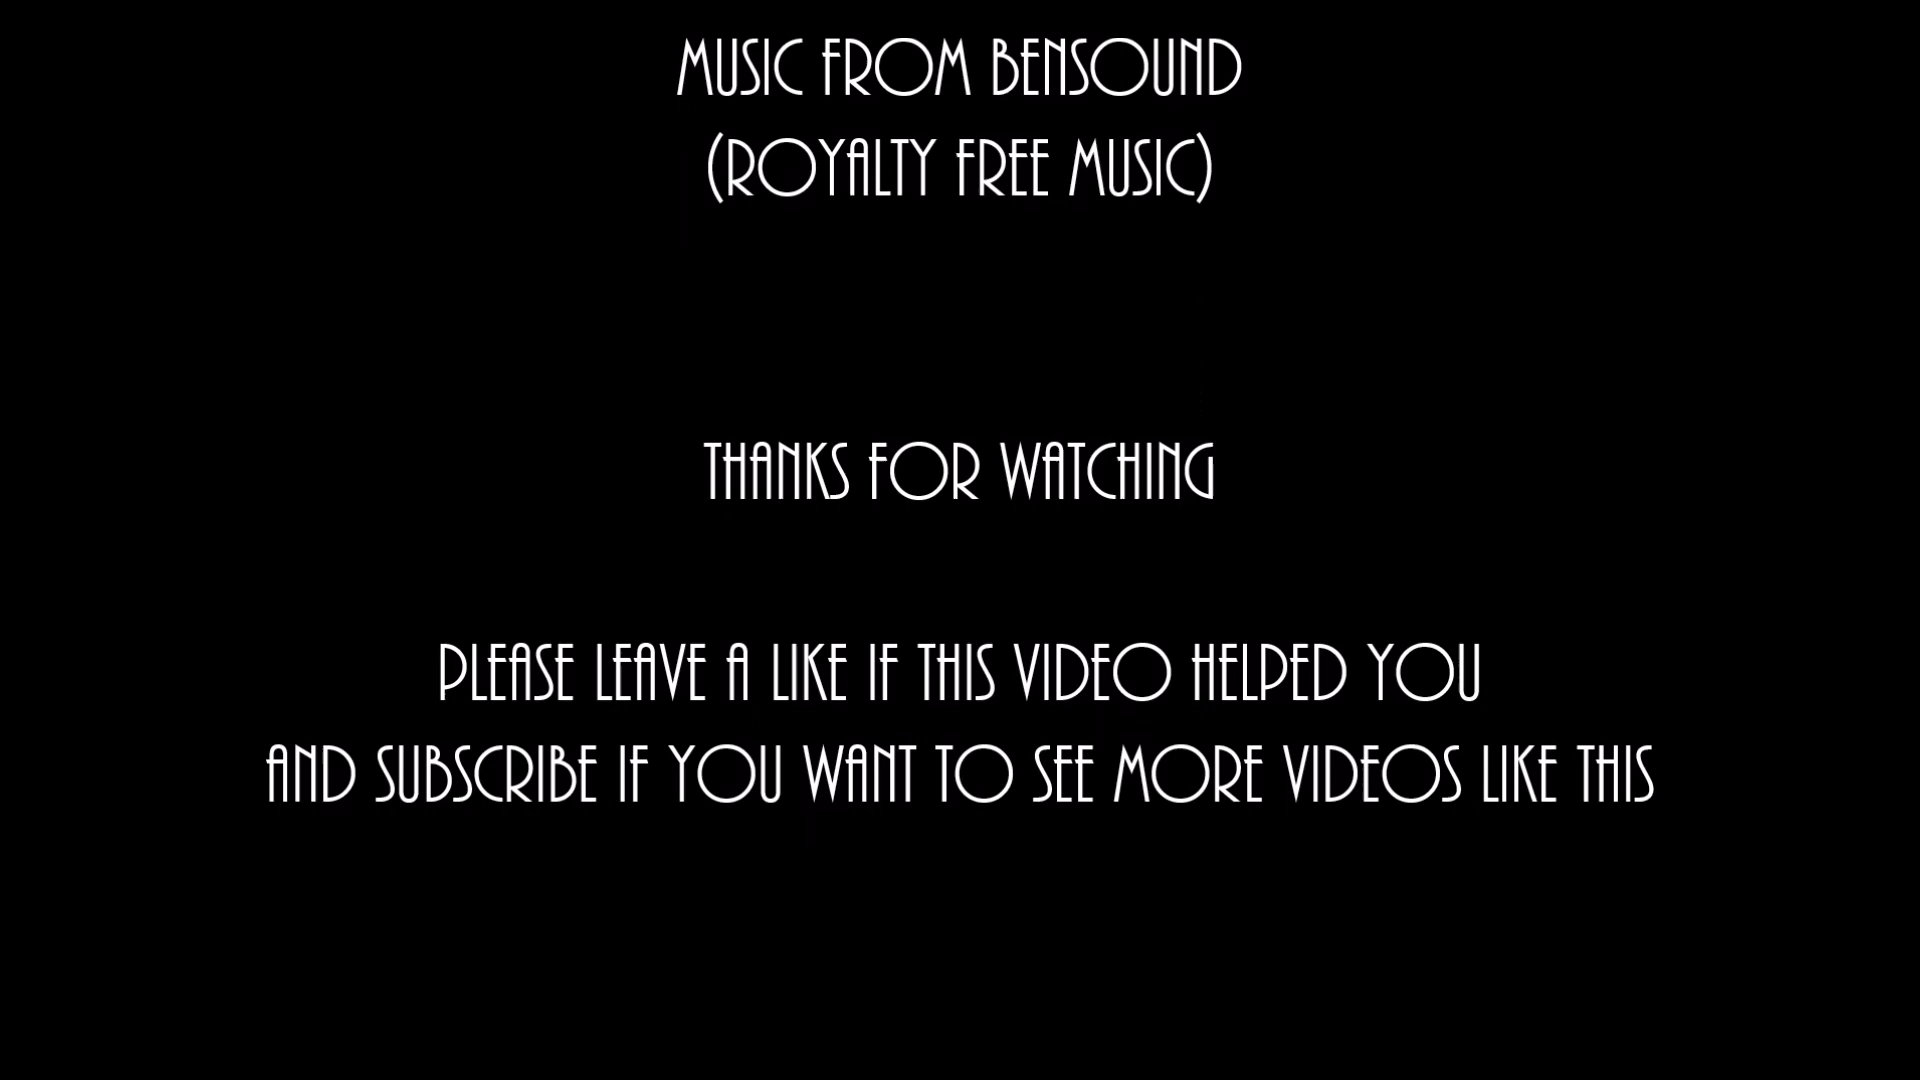 MUSIC FROM BENSOUND
(ROYALTY FREE MUSIC)
THANKS FOR WATCHING
PLEASE LEAVE A LIKE IF THIS VIDEO HELPED YOU
AND SUBSCRIBE IF YOU WANT TO SEE MORE VIDEOS LIKE THIS